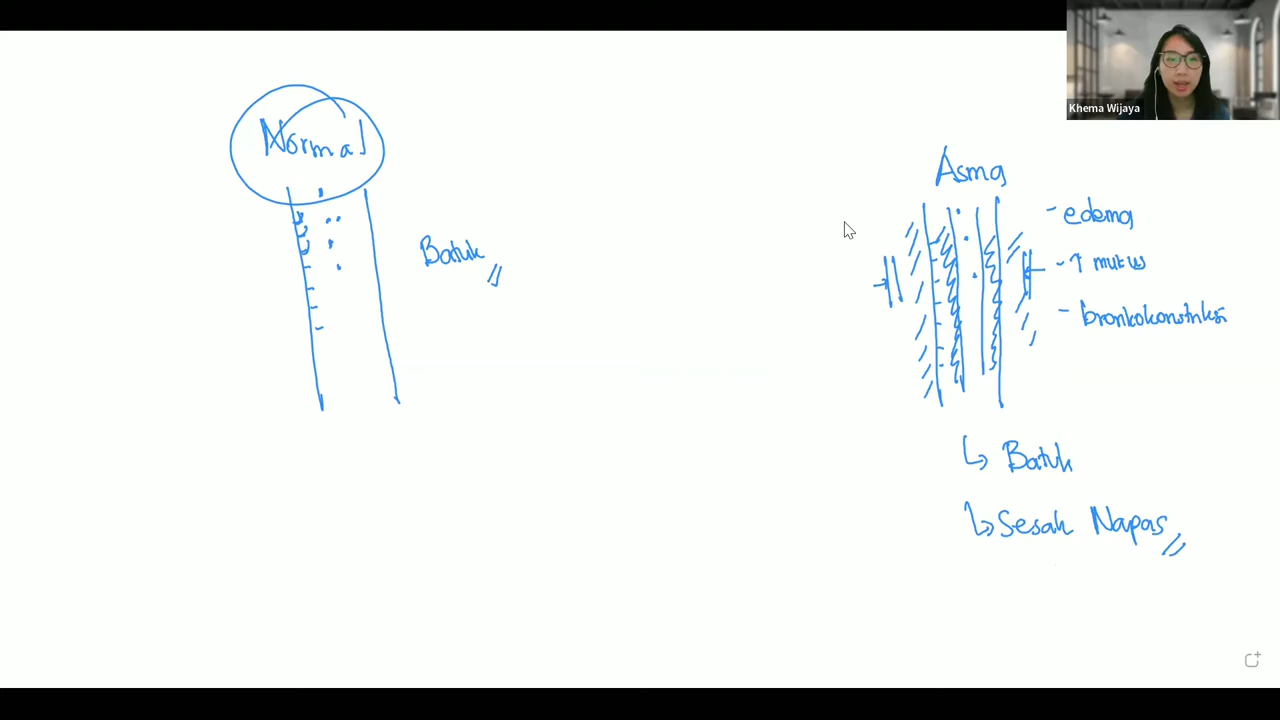 Khema Wijaya
Normal
Batuk
Asma
- edema
- ↑ mukus
- bronkokonstriksi
↳ Batuk
↳ Sesak Napas